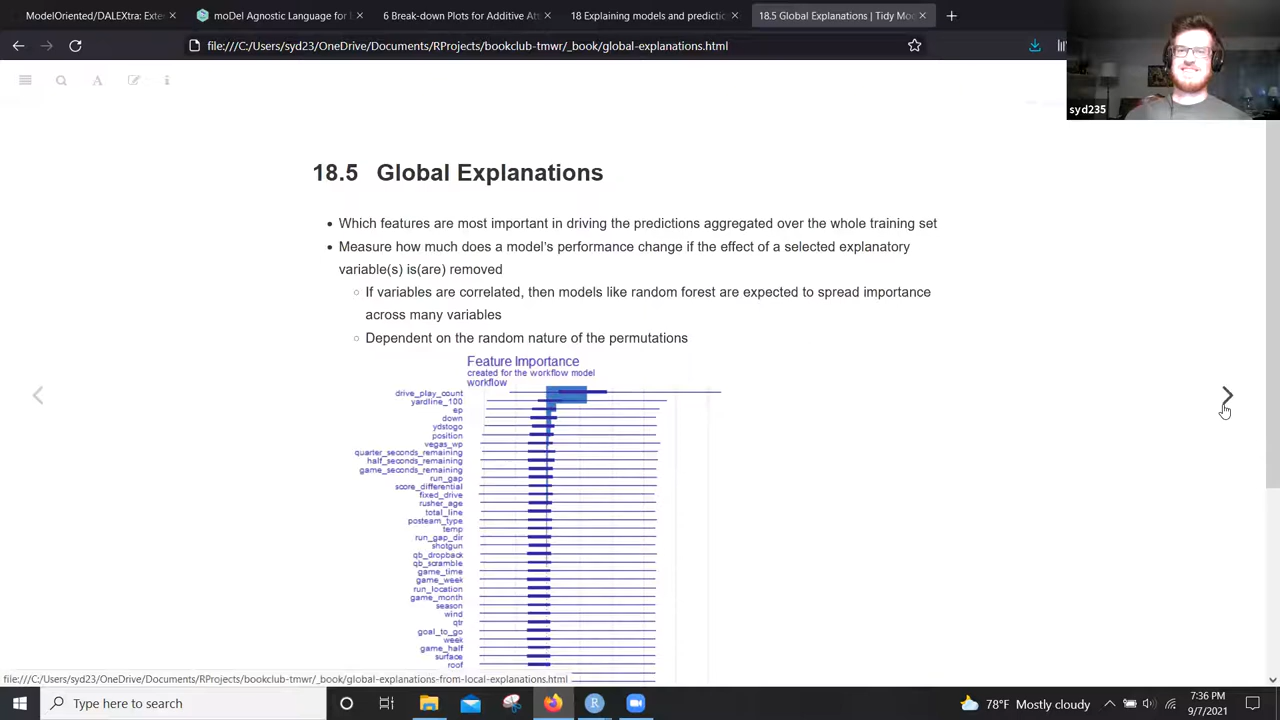 ModelOriented/DALEXtra: Exter
moDel Agnostic Language for E
6 Break-down Plots for Additive At
18 Explaining models and predictic
18.5 Global Explanations | Tidy Mod
file:///C:/Users/syd23/OneDrive/Documents/RProjects/bookclub-tmwr/_book/global-explanations.html
syd235
18.5 Global Explanations
Which features are most important in driving the predictions aggregated over the whole training set
Measure how much does a model's performance change if the effect of a selected explanatory
variable(s) is(are) removed
If variables are correlated, then models like random forest are expected to spread importance
across many variables
Dependent on the random nature of the permutations
Feature Importance
created for the workflow model
workflow
drive_play_count
yardline_100
ep
down
ydstogo
position
vegas_wp
quarter_seconds_remaining
half_seconds_remaining
game_seconds_remaining
run_gap
score_differential
fixed_drive
rusher_age
total_line
posteam_type
temp
run_gap_dir
shotgun
qb_dropback
qb_scramble
game_time
game_week
run_location
game_month
season
wind
qtr
goal_to_go
week
game_half
surface
roof
file:///C:/Users/syd23/OneDrive/Documents/RProjects/bookclub-tmwr/_book/global-explanations-from-local-explanations.html
Type here to search
78°F Mostly cloudy
7:36 PM
9/7/2021